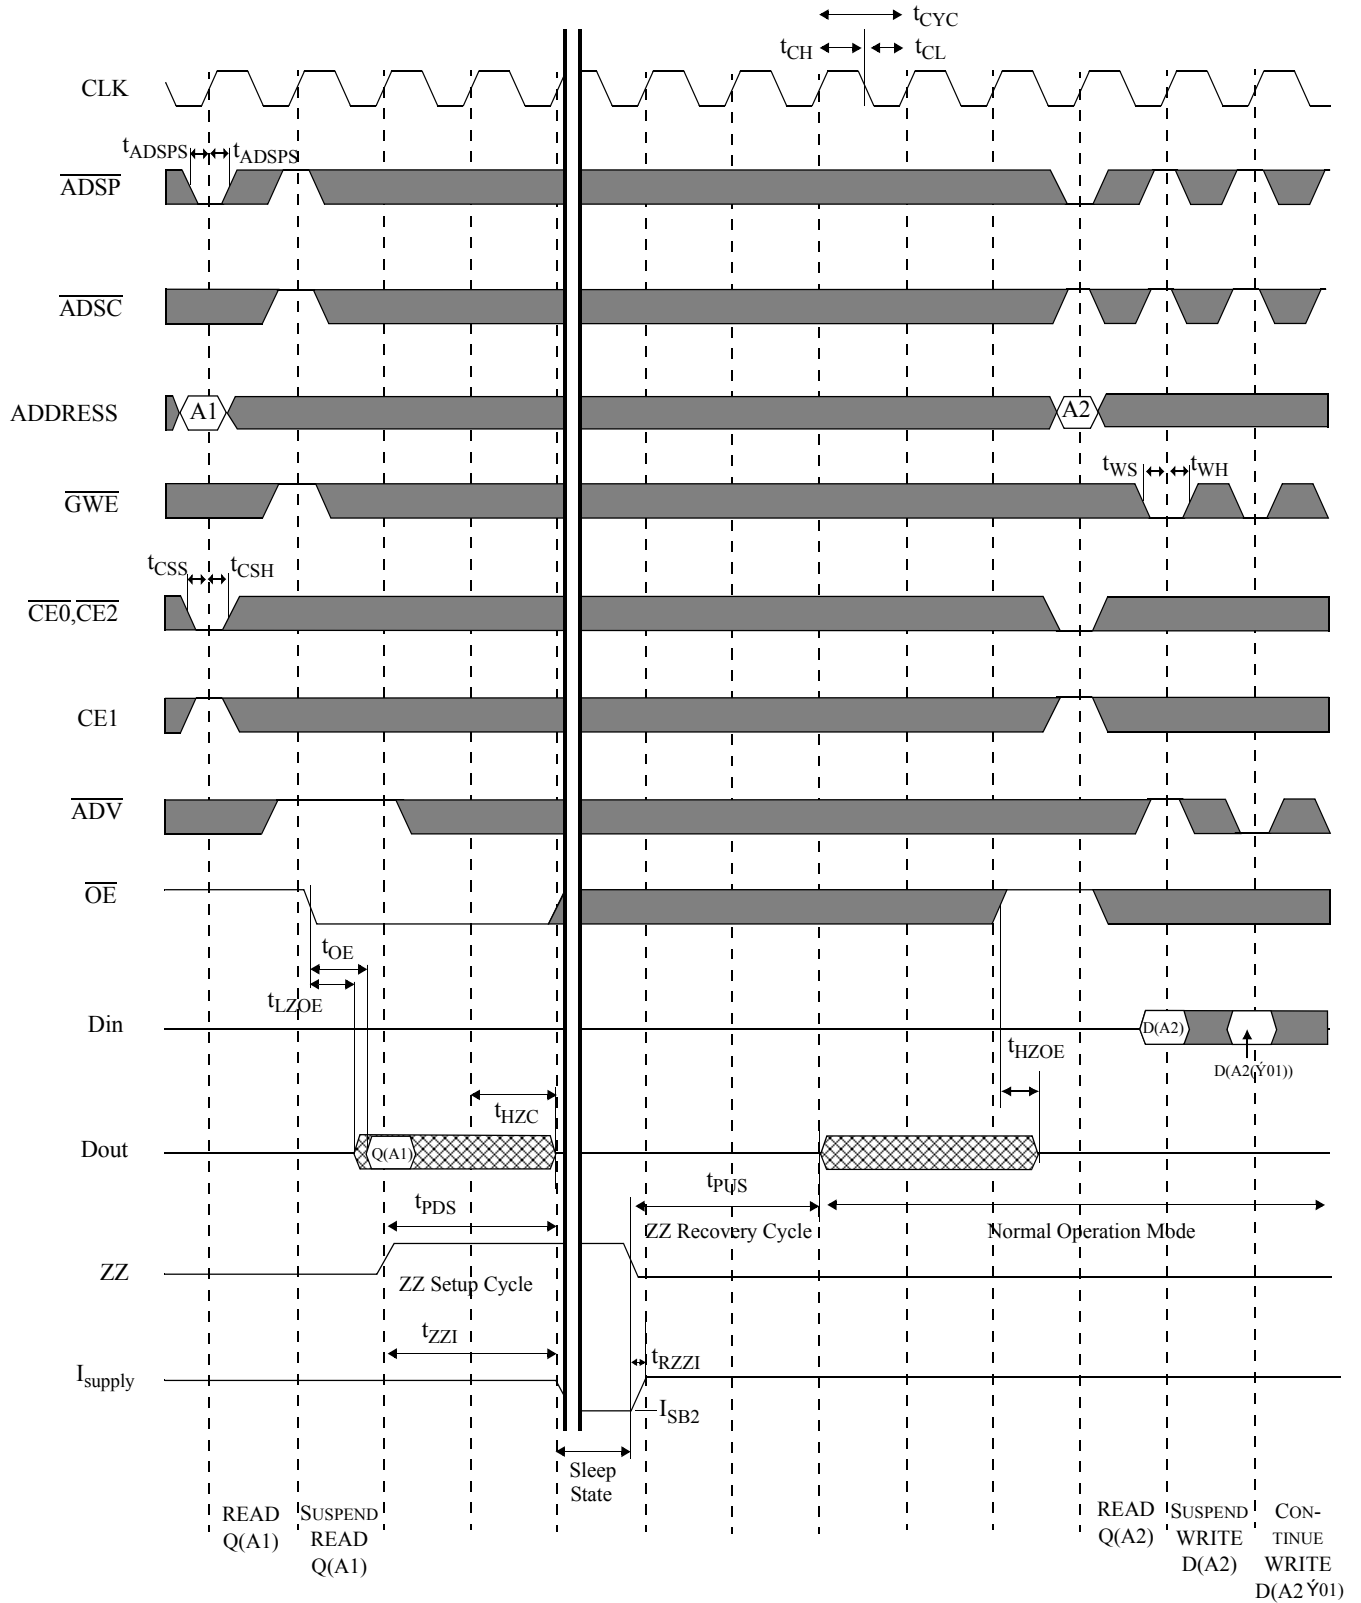 tCYC
tCH
tCL
CLK
tADSPS
tADSPS
ADSP
ADSC
ADDRESS
A1
A2
tWS
tWH
GWE
tCSS
tCSH
CE0,CE2
CE1
ADV
OE
tOE
tLZOE
Din
D(A2)
tHZOE
D(A2(Ý01))
tHZC
Dout
Q(A1)
tPDS
tPUS
ZZ Recovery Cycle
Normal Operation Mode
ZZ
ZZ Setup Cycle
tZZI
tRZZI
Isupply
ISB2
Sleep
State
READ
Q(A1)
SUSPEND
READ
Q(A1)
READ
Q(A2)
SUSPEND
WRITE
D(A2)
CON-
TINUE
WRITE
D(A2Ý01)